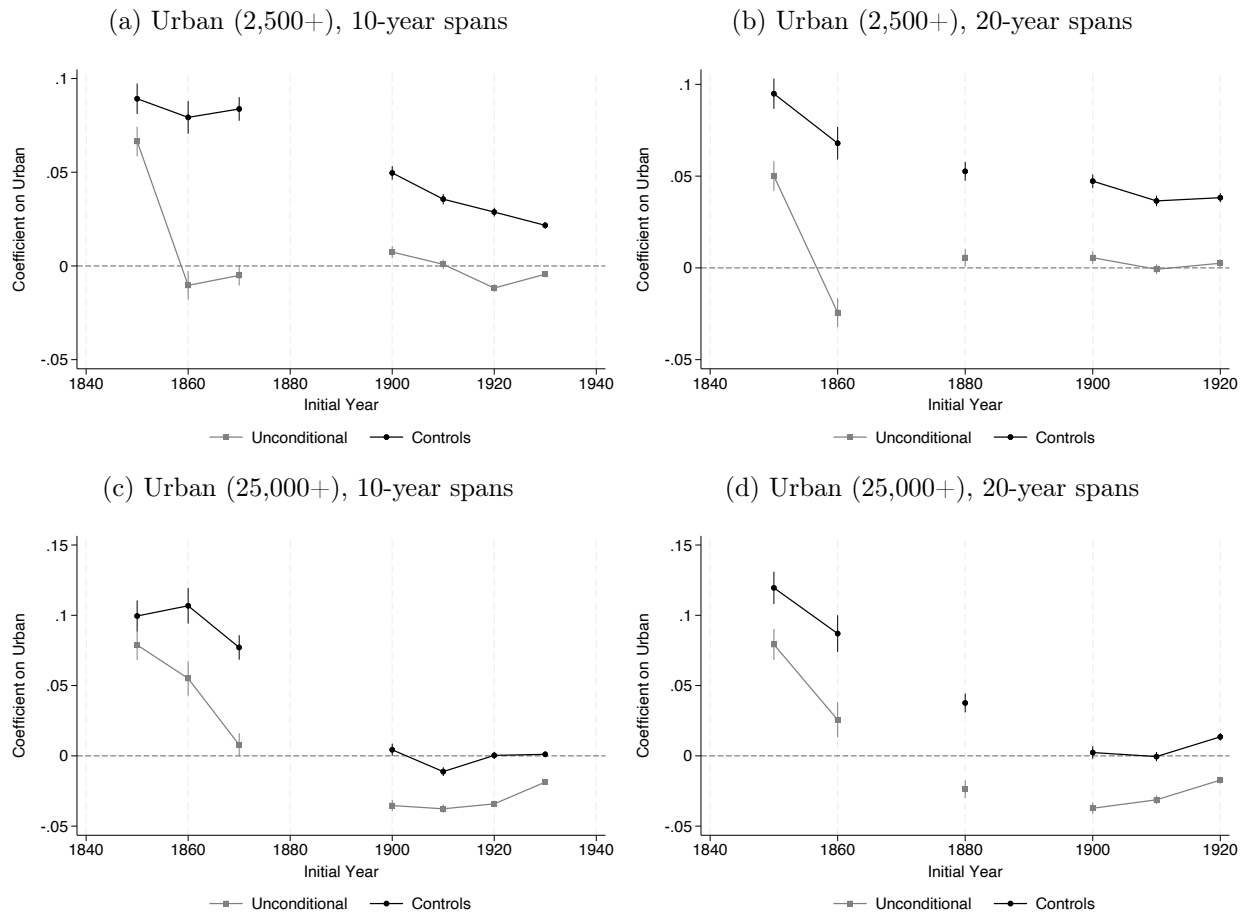 (a) Urban (2,500+), 10-year spans
Coefficient on Urban
.1
.05
0
-.05
1840 1860 1880 1900 1920 1940
Initial Year
Unconditional Controls
(b) Urban (2,500+), 20-year spans
Coefficient on Urban
.1
.05
0
-.05
1840 1860 1880 1900 1920
Initial Year
Unconditional Controls
(c) Urban (25,000+), 10-year spans
Coefficient on Urban
.15
.1
.05
0
-.05
1840 1860 1880 1900 1920 1940
Initial Year
Unconditional Controls
(d) Urban (25,000+), 20-year spans
Coefficient on Urban
.15
.1
.05
0
-.05
1840 1860 1880 1900 1920
Initial Year
Unconditional Controls